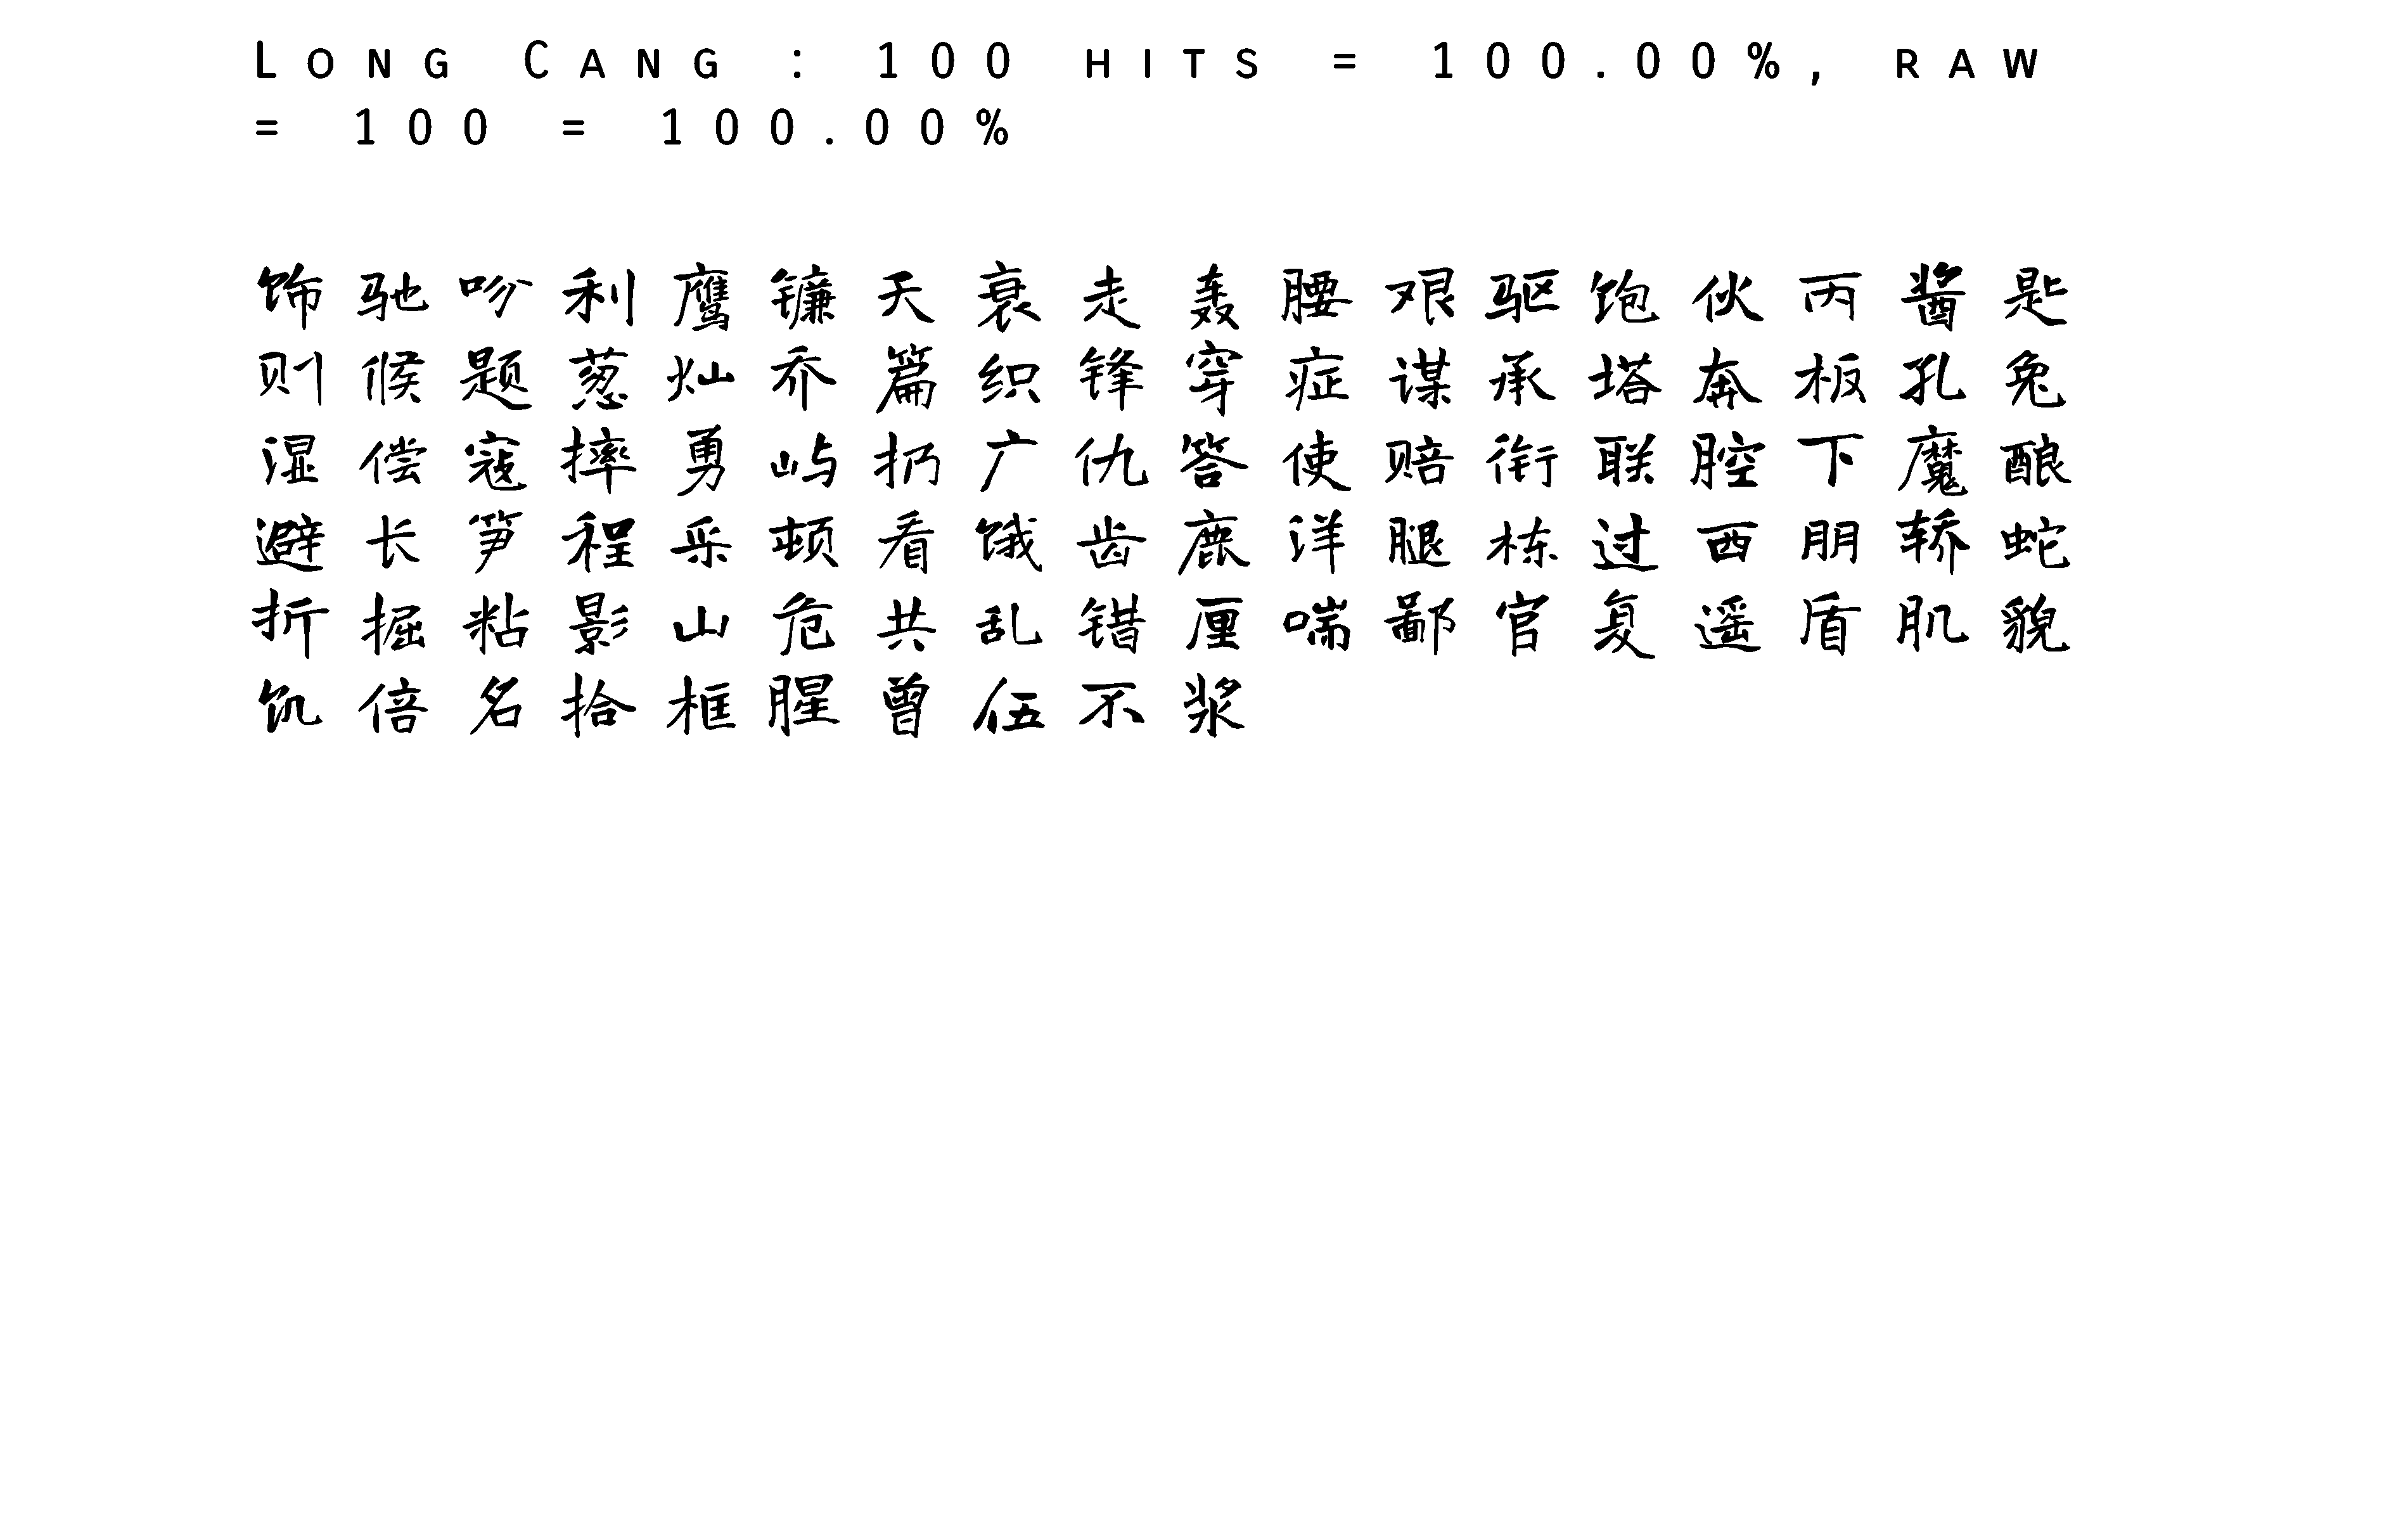 Long Cang : 100 hits = 100.00%, raw
= 100 = 100.00%
饰驰吩利鹰镰天衰走轰腰艰驱饱伙丙酱匙
则候题葱灿乔篇织锋穿症谋承塔奔板孔兔
湿偿寇摔勇屿扔广仇答使赔衔联腔下魔酿
避长笋程采顿看饿齿鹿洋腿栋过西朋轿蛇
折掘粘影山危共乱错厘喘鄙官复遥盾肌貌
饥倍名拾框腥曾伍不浆